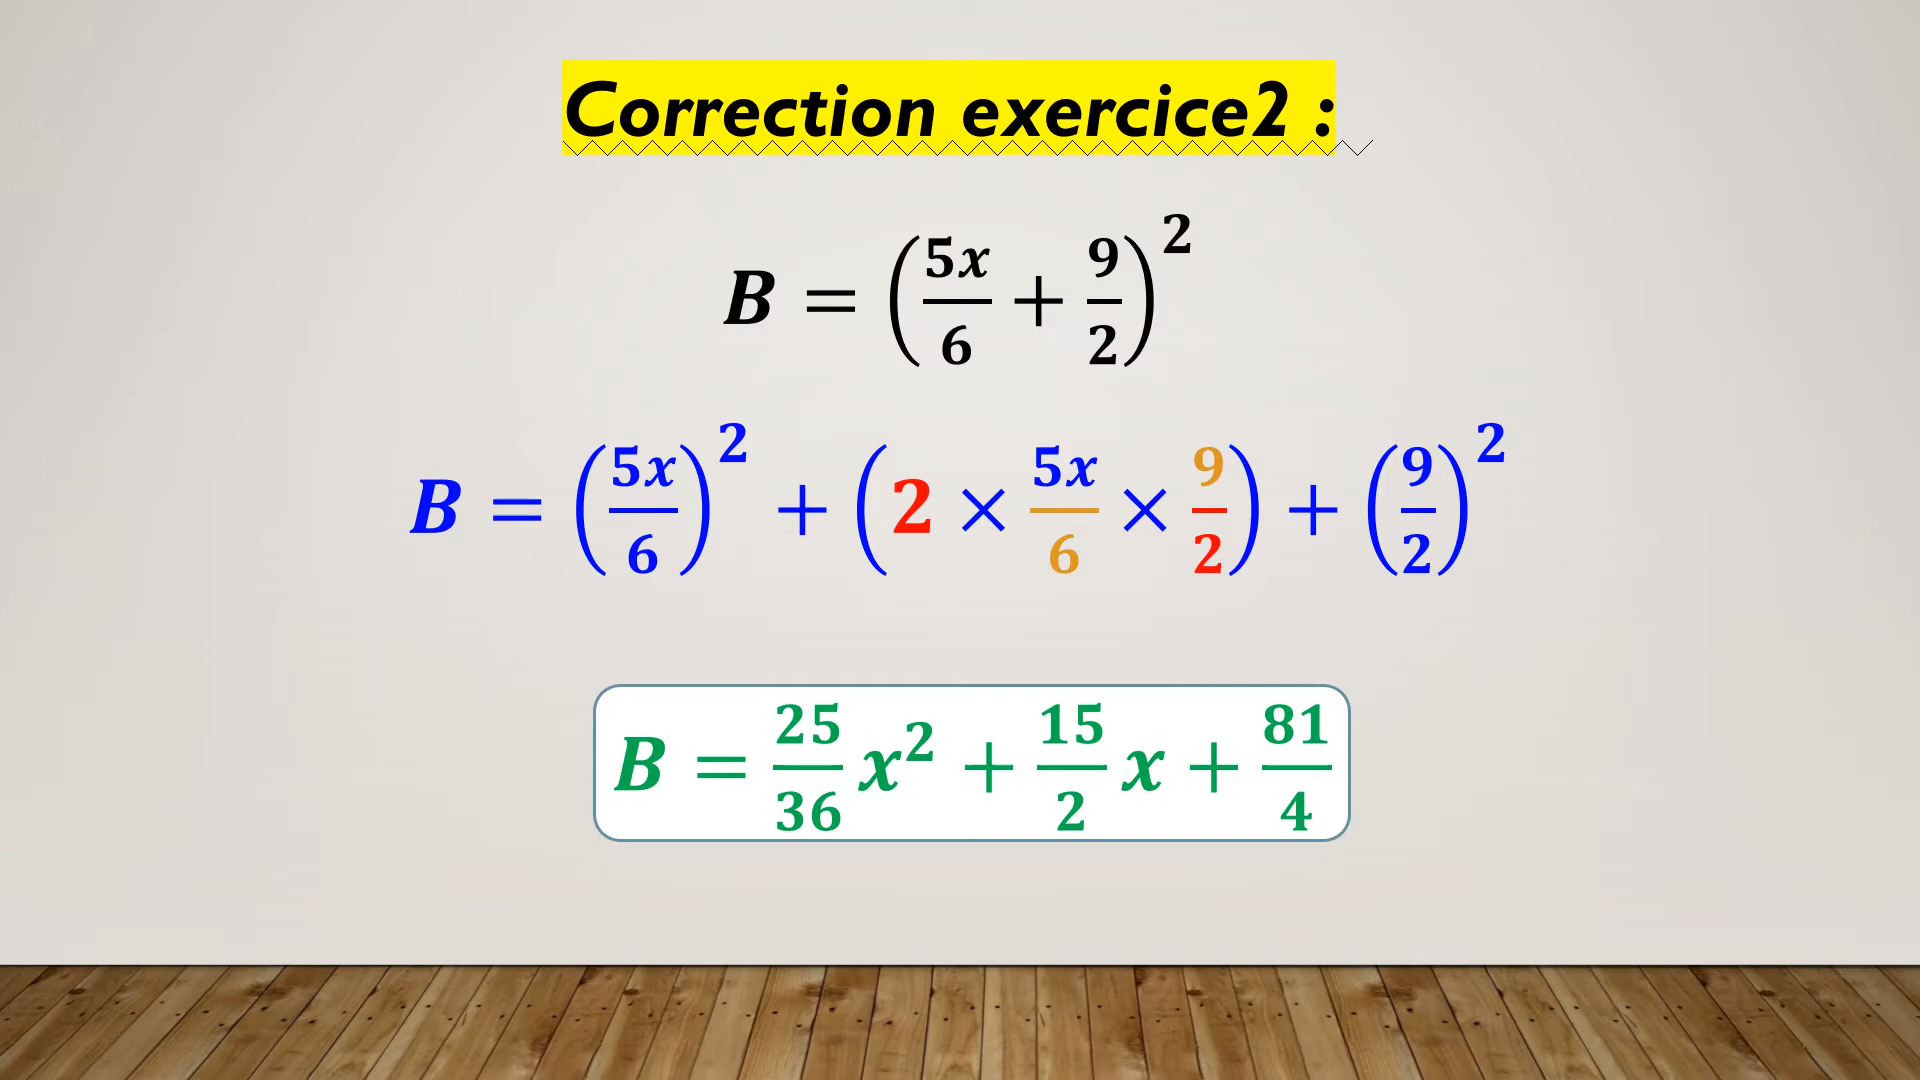 Correction exercice2 :
B = (5x/6 + 9/2)²
B = (5x/6)² + (2 × 5x/6 × 9/2) + (9/2)²
B = 25/36 x² + 15/2 x + 81/4